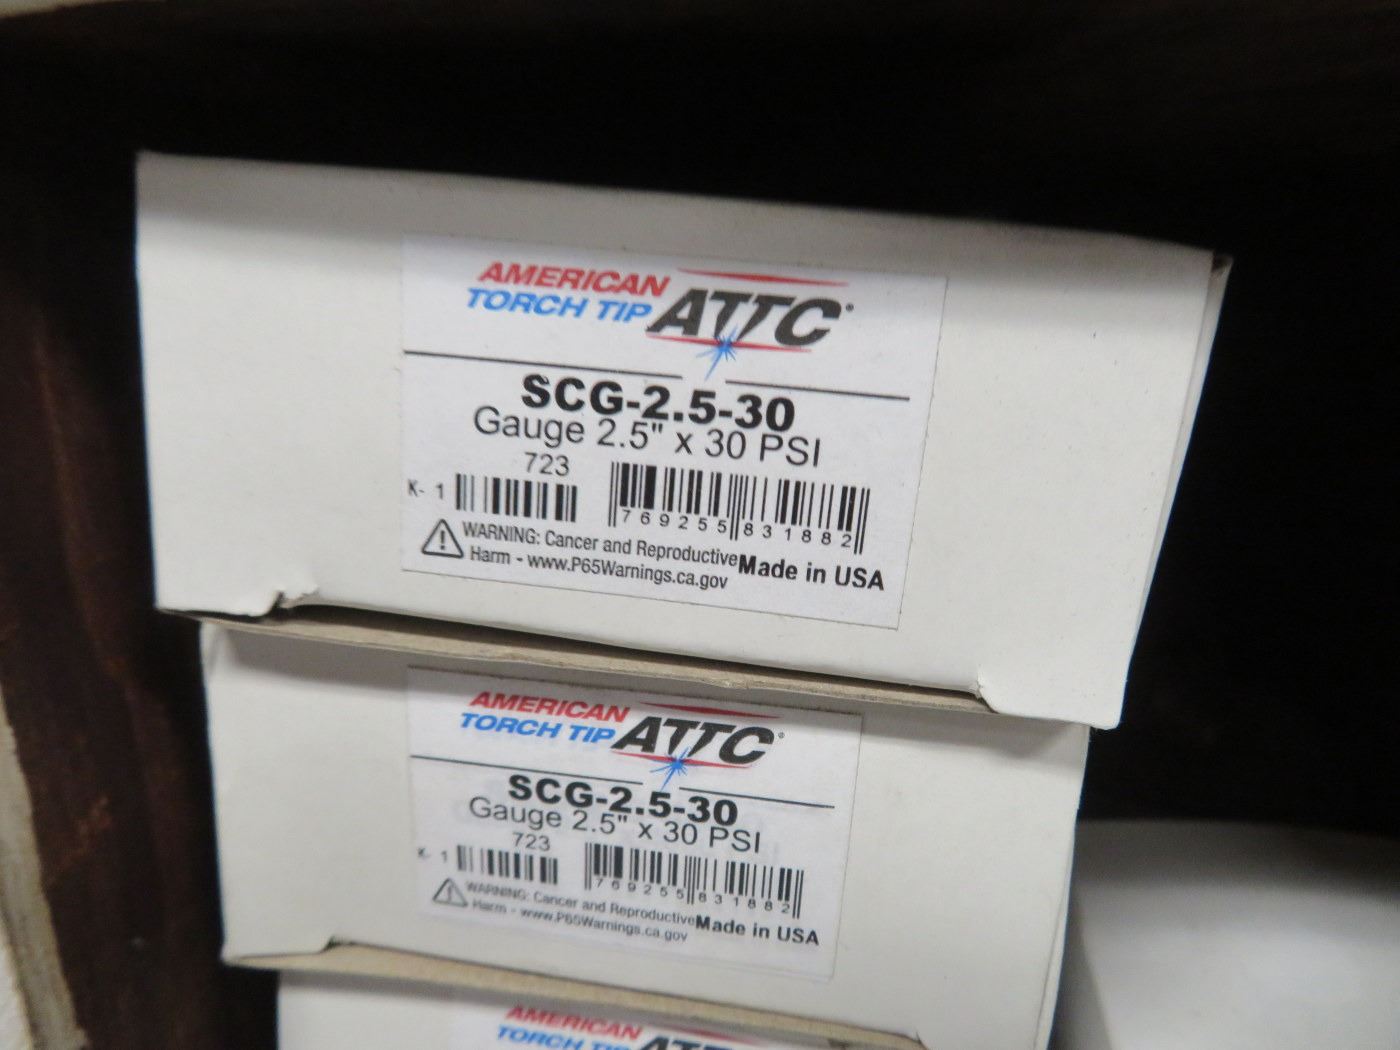 AMERICAN
TORCH TIP ATTC®
SCG-2.5-30
Gauge 2.5" x 30 PSI
723
K- 1
769255 831882
WARNING: Cancer and Reproductive
Harm - www.P65Warnings.ca.gov
Made in USA
AMERICAN
TORCH TIP ATTC®
SCG-2.5-30
Gauge 2.5" x 30 PSI
723
K- 1
769255 831882
WARNING: Cancer and Reproductive
Harm - www.P65Warnings.ca.gov
Made in USA
AMERICAN
TORCH TIP ATTC